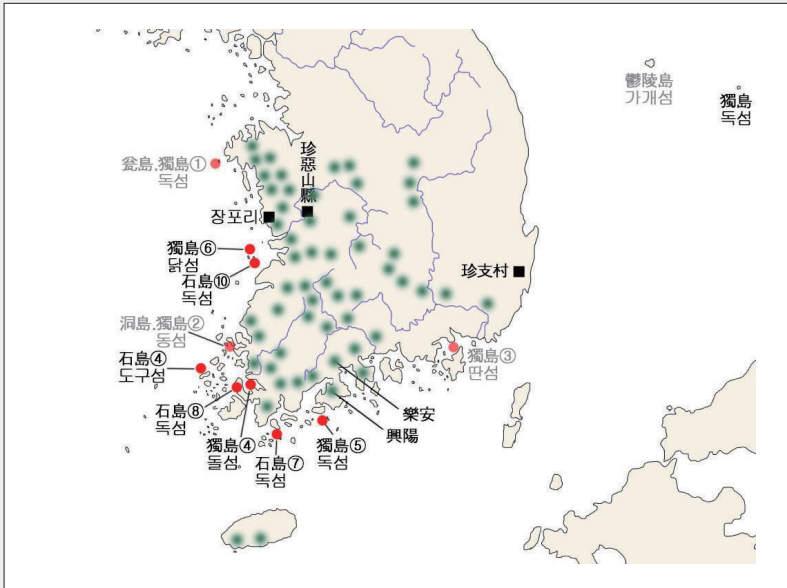 鬱陵島
가개섬
獨島
독섬
珍惡山縣
瓮島.獨島①
독섬
장포리
獨島⑥
닭섬
石島⑩
독섬
珍支村
洞島.獨島②
동섬
石島④
도구섬
獨島③
딴섬
石島⑧
독섬
樂安
興陽
獨島④
돌섬
石島⑦
독섬
獨島⑤
독섬